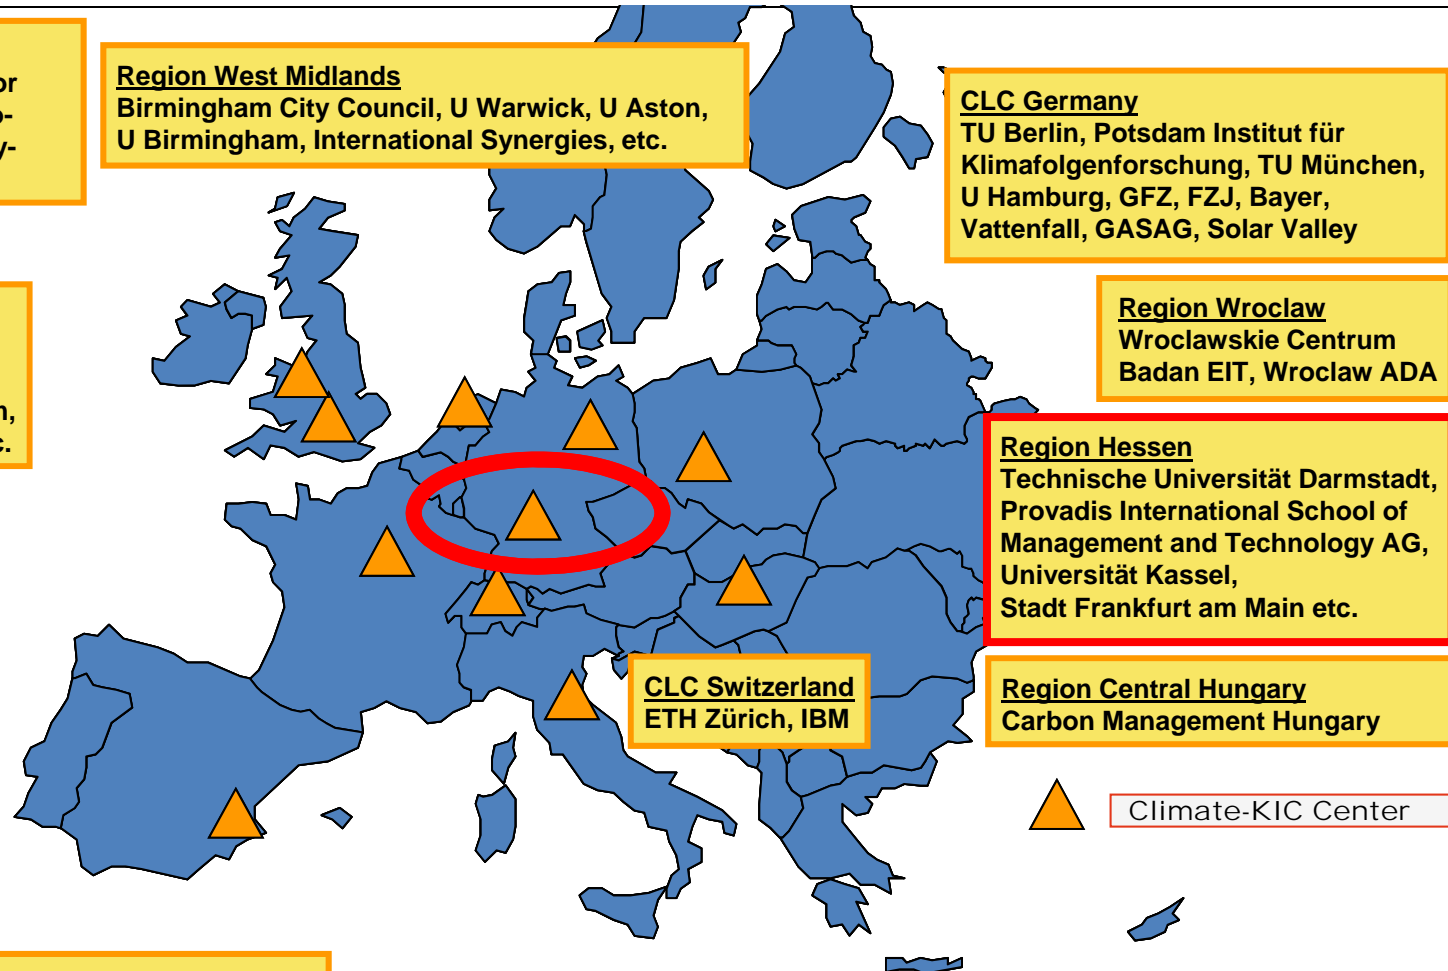 or
o-
y-
Region West Midlands
Birmingham City Council, U Warwick, U Aston,
U Birmingham, International Synergies, etc.
CLC Germany
TU Berlin, Potsdam Institut für
Klimafolgenforschung, TU München,
U Hamburg, GFZ, FZJ, Bayer,
Vattenfall, GASAG, Solar Valley
Region Wroclaw
Wroclawskie Centrum
Badan EIT, Wroclaw ADA
Region Hessen
Technische Universität Darmstadt,
Provadis International School of
Management and Technology AG,
Universität Kassel,
Stadt Frankfurt am Main etc.
CLC Switzerland
ETH Zürich, IBM
Region Central Hungary
Carbon Management Hungary
Climate-KIC Center